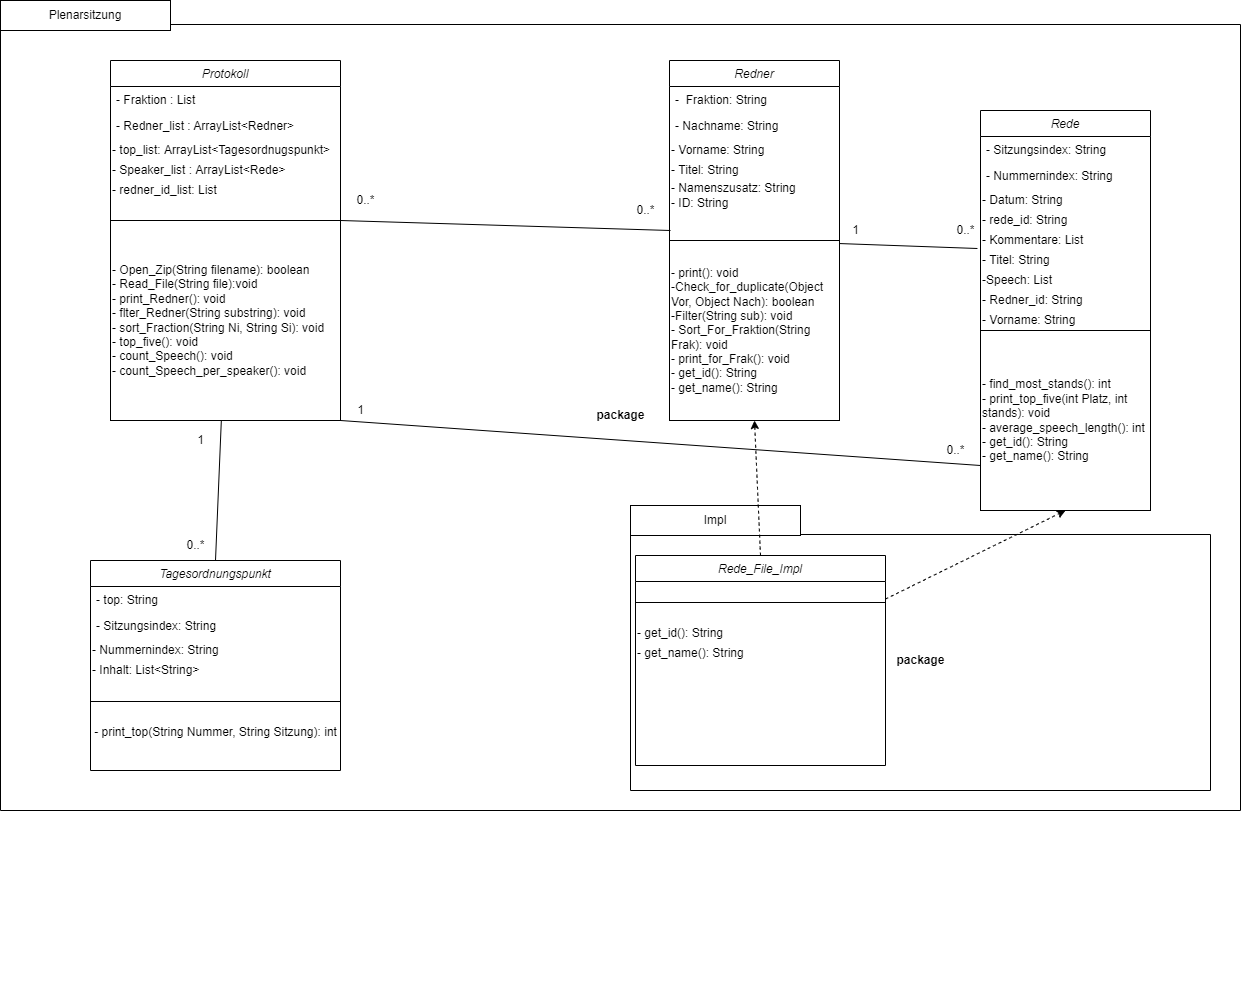 Plenarsitzung
Protokoll
- Fraktion : List
- Redner_list : ArrayList<Redner>
- top_list: ArrayList<Tagesordnugspunkt>
- Speaker_list : ArrayList<Rede>
- redner_id_list: List
- Open_Zip(String filename): boolean
- Read_File(String file):void
- print_Redner(): void
- flter_Redner(String substring): void
- sort_Fraction(String Ni, String Si): void
- top_five(): void
- count_Speech(): void
- count_Speech_per_speaker(): void
0..*
0..*
Redner
- Fraktion: String
- Nachname: String
- Vorname: String
- Titel: String
- Namenszusatz: String
- ID: String
- print(): void
-Check_for_duplicate(Object
Vor, Object Nach): boolean
-Filter(String sub): void
- Sort_For_Fraktion(String
Frak): void
- print_for_Frak(): void
- get_id(): String
- get_name(): String
1
0..*
Rede
- Sitzungsindex: String
- Nummernindex: String
- Datum: String
- rede_id: String
- Kommentare: List
- Titel: String
-Speech: List
- Redner_id: String
- Vorname: String
- find_most_stands(): int
- print_top_five(int Platz, int
stands): void
- average_speech_length(): int
- get_id(): String
- get_name(): String
1
package
0..*
1
0..*
Tagesordnungspunkt
- top: String
- Sitzungsindex: String
- Nummernindex: String
- Inhalt: List<String>
- print_top(String Nummer, String Sitzung): int
Impl
Rede_File_Impl
- get_id(): String
- get_name(): String
package